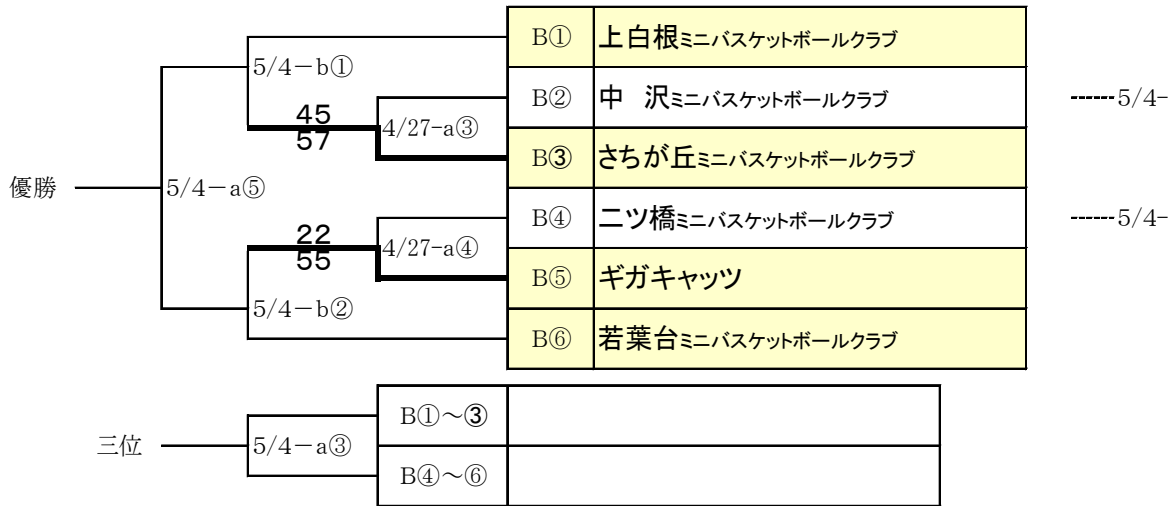 B① 上白根ミニバスケットボールクラブ
5/4－b①
B② 中　沢ミニバスケットボールクラブ ------5/4-
45
57
4/27-a③
B③ さちが丘ミニバスケットボールクラブ
優勝
5/4－a⑤
B④ 二ツ橋ミニバスケットボールクラブ ------5/4-
22
55
4/27-a④
B⑤ ギガキャッツ
5/4－b②
B⑥ 若葉台ミニバスケットボールクラブ
B①～③
三位
5/4－a③
B④～⑥